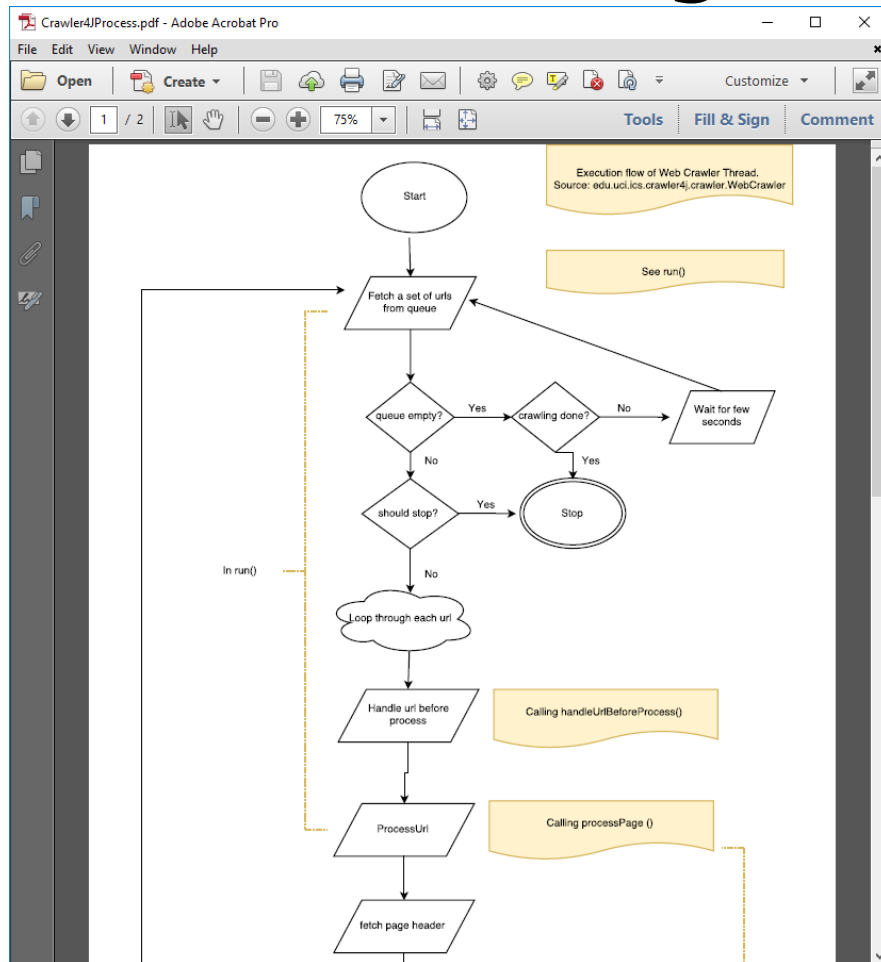 Crawler4JProcess.pdf - Adobe Acrobat Pro
File Edit View Window Help
Open Create Customize
1 / 2 75% Tools Fill & Sign Comment
Start
Execution flow of Web Crawler Thread.
Source: edu.uci.ics.crawler4j.crawler.WebCrawler
See run()
Fetch a set of urls
from queue
queue empty?
Yes
crawling done?
No
Wait for few
seconds
No
Yes
should stop?
Yes
Stop
In run()
No
Loop through each url
Handle url before
process
Calling handleUrlBeforeProcess()
ProcessUrl
Calling processPage ()
fetch page header